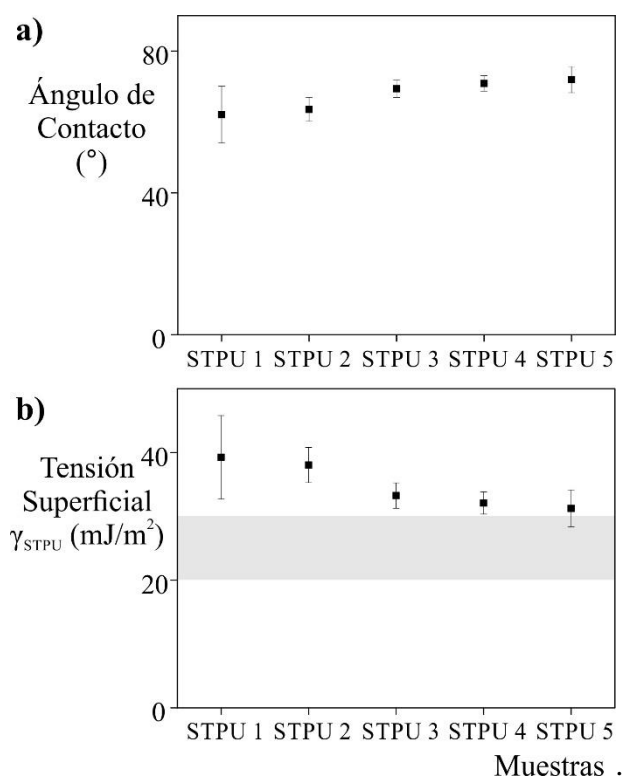 a)
80
Ángulo de
Contacto
(°)
40
0
STPU 1 STPU 2 STPU 3 STPU 4 STPU 5
b)
40
Tensión
Superficial
γSTPU (mJ/m²)
20
0
STPU 1 STPU 2 STPU 3 STPU 4 STPU 5
Muestras .